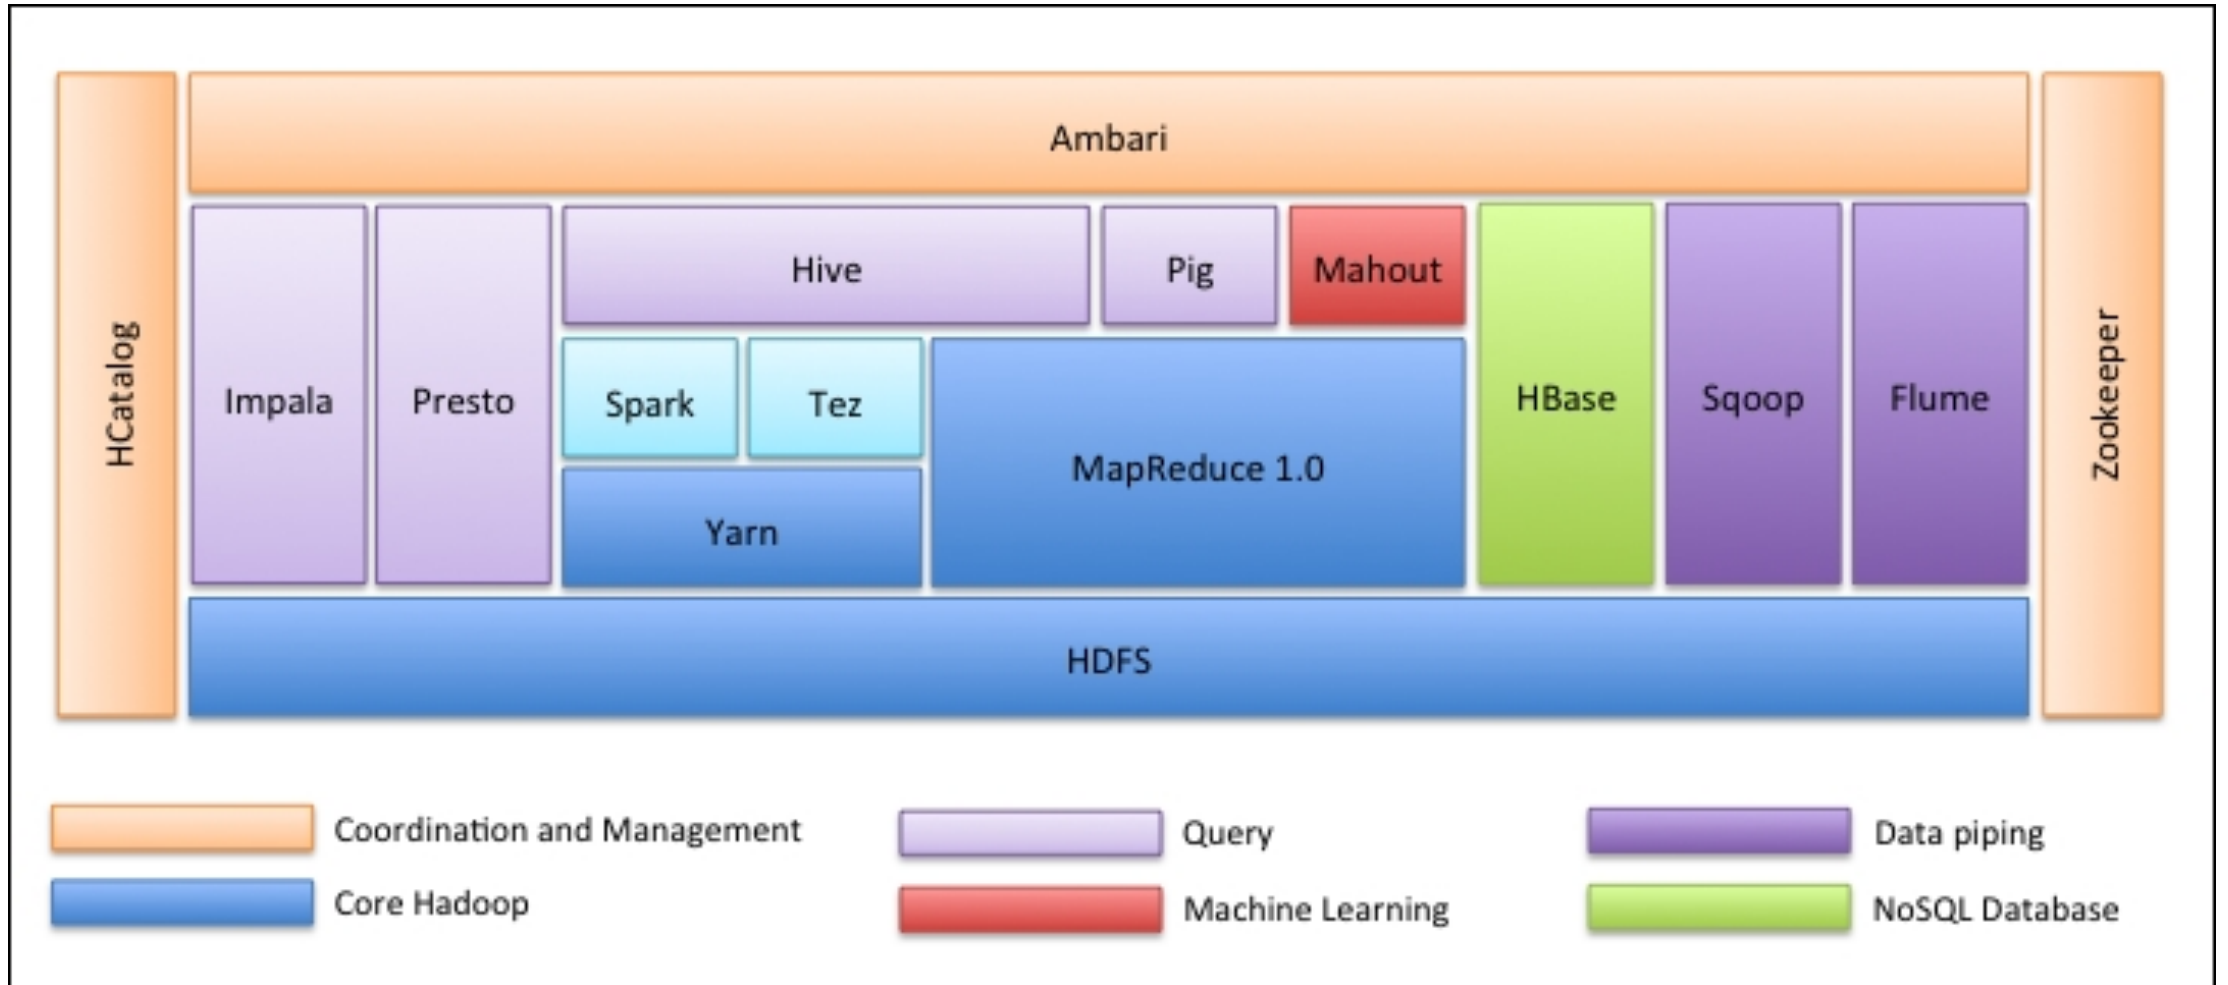 Ambari
HCatalog
Impala
Presto
Hive
Pig
Mahout
Spark
Tez
Yarn
MapReduce 1.0
HBase
Sqoop
Flume
Zookeeper
HDFS
Coordination and Management
Query
Data piping
Core Hadoop
Machine Learning
NoSQL Database